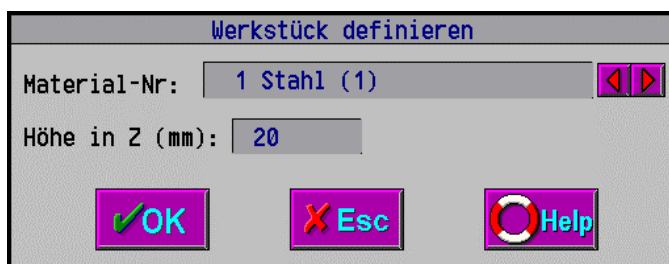 Werkstück definieren
Material-Nr: 1 Stahl (1)
Höhe in Z (mm): 20
OK Esc Help